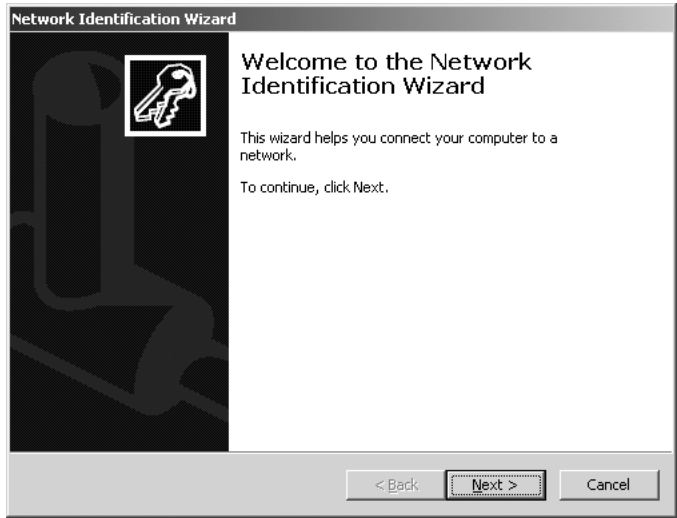 Network Identification Wizard
Welcome to the Network
Identification Wizard
This wizard helps you connect your computer to a
network.
To continue, click Next.
< Back
Next >
Cancel